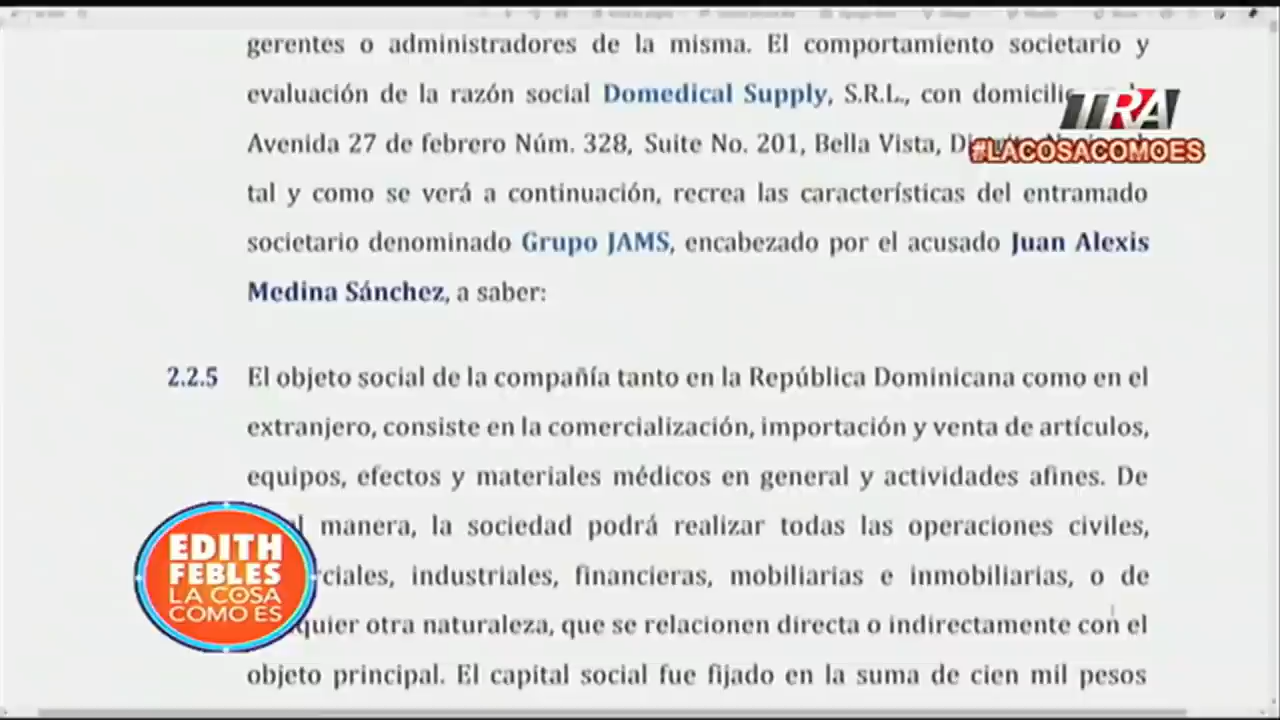 gerentes o administradores de la misma. El comportamiento societario y
evaluación de la razón social Domedical Supply, S.R.L., con
Avenida 27 de febrero Núm. 328, Suite No. 201, Bella Vista,
tal y como se verá a continuación, recrea las características del entramado
societario denominado Grupo JAMS, encabezado por el acusado Juan Alexis
Medina Sánchez, a saber:
2.2.5 El objeto social de la compañía tanto en la República Dominicana como en el
extranjero, consiste en la comercialización, importación y venta de artículos,
equipos, efectos y materiales médicos en general y actividades afines. De
manera, la sociedad podrá realizar todas las operaciones civiles,
industriales, financieras, mobiliarias e inmobiliarias, o de
otra naturaleza, que se relacionen directa o indirectamente con el
objeto principal. El capital social fue fijado en la suma de cien mil pesos
TRA
#LACOSACOMOES
EDITH
FEBLES
LA COSA
COMO ES